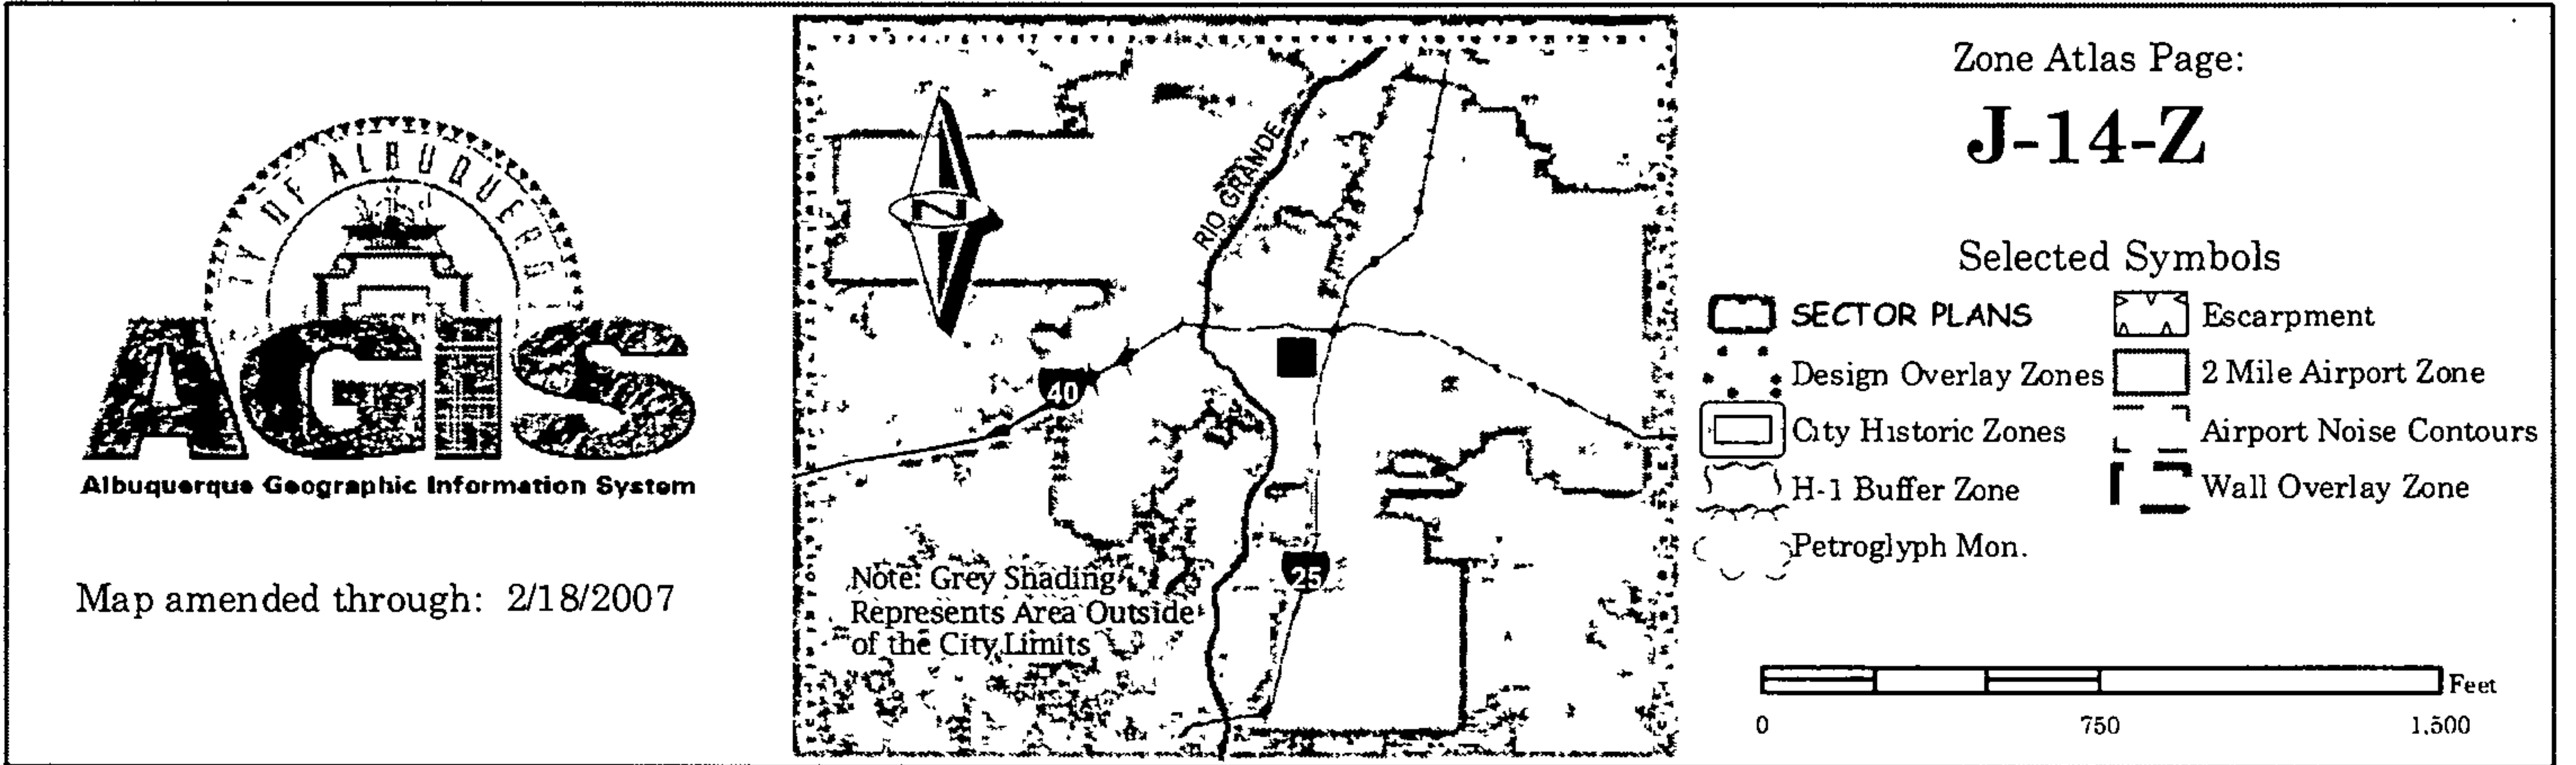 CITY OF ALBUQUERQUE
AGIS
Albuquerque Geographic Information System
Map amended through: 2/18/2007
N
RIO GRANDE
40
25
Note: Grey Shading
Represents Area Outside
of the City Limits
Zone Atlas Page:
J-14-Z
Selected Symbols
SECTOR PLANS
Design Overlay Zones
City Historic Zones
H-1 Buffer Zone
Petroglyph Mon.
Escarpment
2 Mile Airport Zone
Airport Noise Contours
Wall Overlay Zone
Feet
0 750 1,500